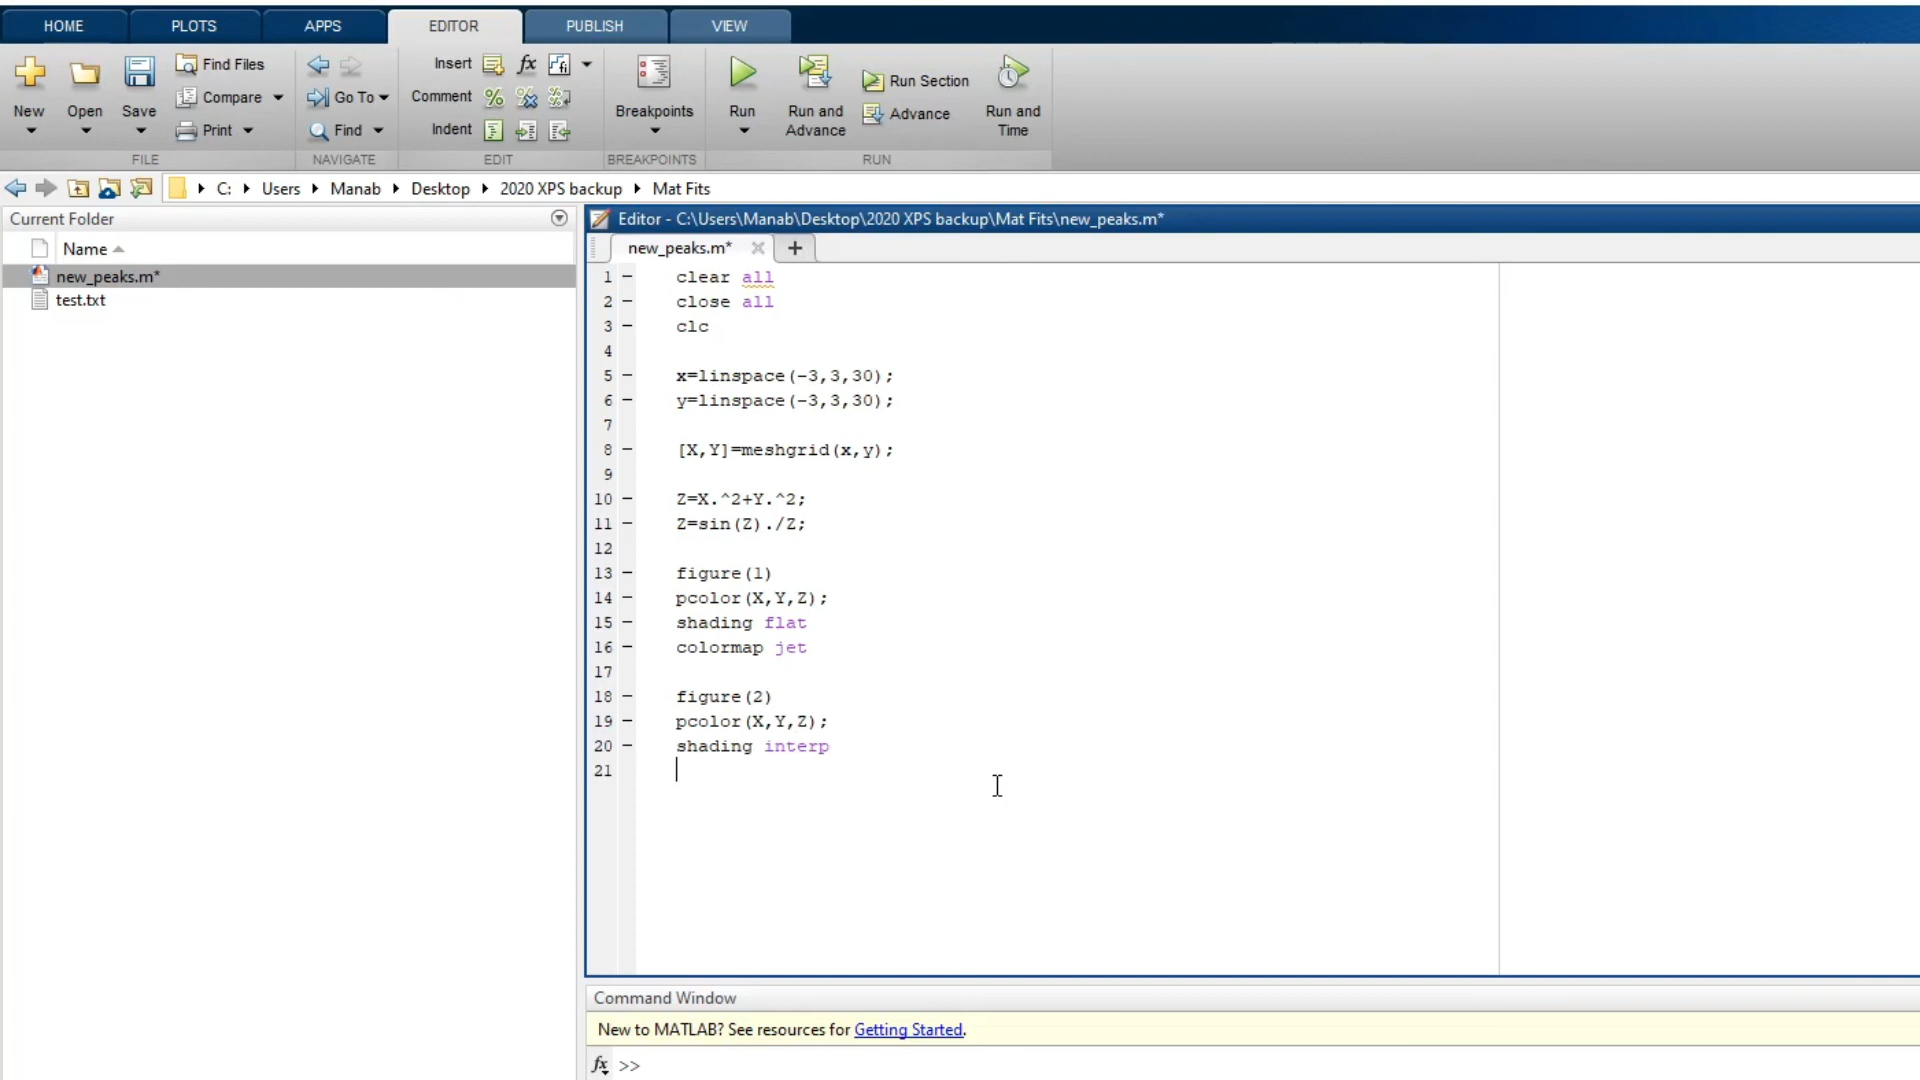 HOME PLOTS APPS EDITOR PUBLISH VIEW
New Open Save Find Files Compare Print
Go To Find
Insert fx fi
Comment % % %
Indent
Breakpoints
Run Run and Advance Run Section Advance Run and Time
FILE NAVIGATE EDIT BREAKPOINTS RUN
C: Users Manab Desktop 2020 XPS backup Mat Fits
Current Folder
Name
new_peaks.m*
test.txt
Editor - C:\Users\Manab\Desktop\2020 XPS backup\Mat Fits\new_peaks.m*
new_peaks.m* +
1 - clear all
2 - close all
3 - clc
4
5 - x=linspace(-3,3,30);
6 - y=linspace(-3,3,30);
7
8 - [X,Y]=meshgrid(x,y);
9
10 - Z=X.^2+Y.^2;
11 - Z=sin(Z)./Z;
12
13 - figure(1)
14 - pcolor(X,Y,Z);
15 - shading flat
16 - colormap jet
17
18 - figure(2)
19 - pcolor(X,Y,Z);
20 - shading interp
21
Command Window
New to MATLAB? See resources for Getting Started.
fx >>